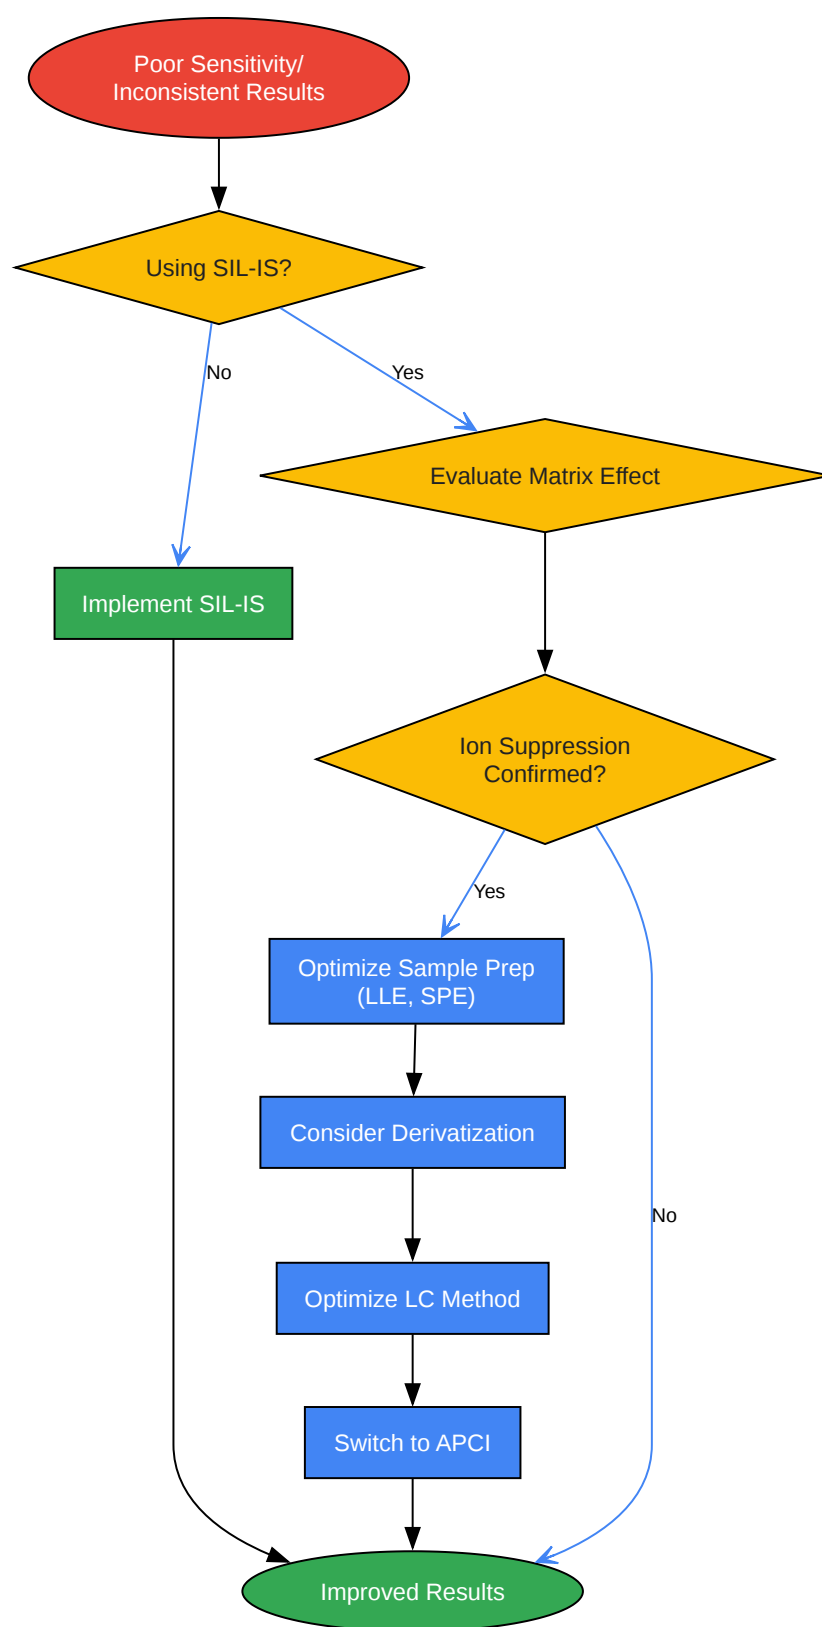 Poor Sensitivity/
Inconsistent Results
Using SIL-IS?
No
Yes
Evaluate Matrix Effect
Implement SIL-IS
Ion Suppression
Confirmed?
Yes
Optimize Sample Prep
(LLE, SPE)
Consider Derivatization
No
Optimize LC Method
Switch to APCI
Improved Results